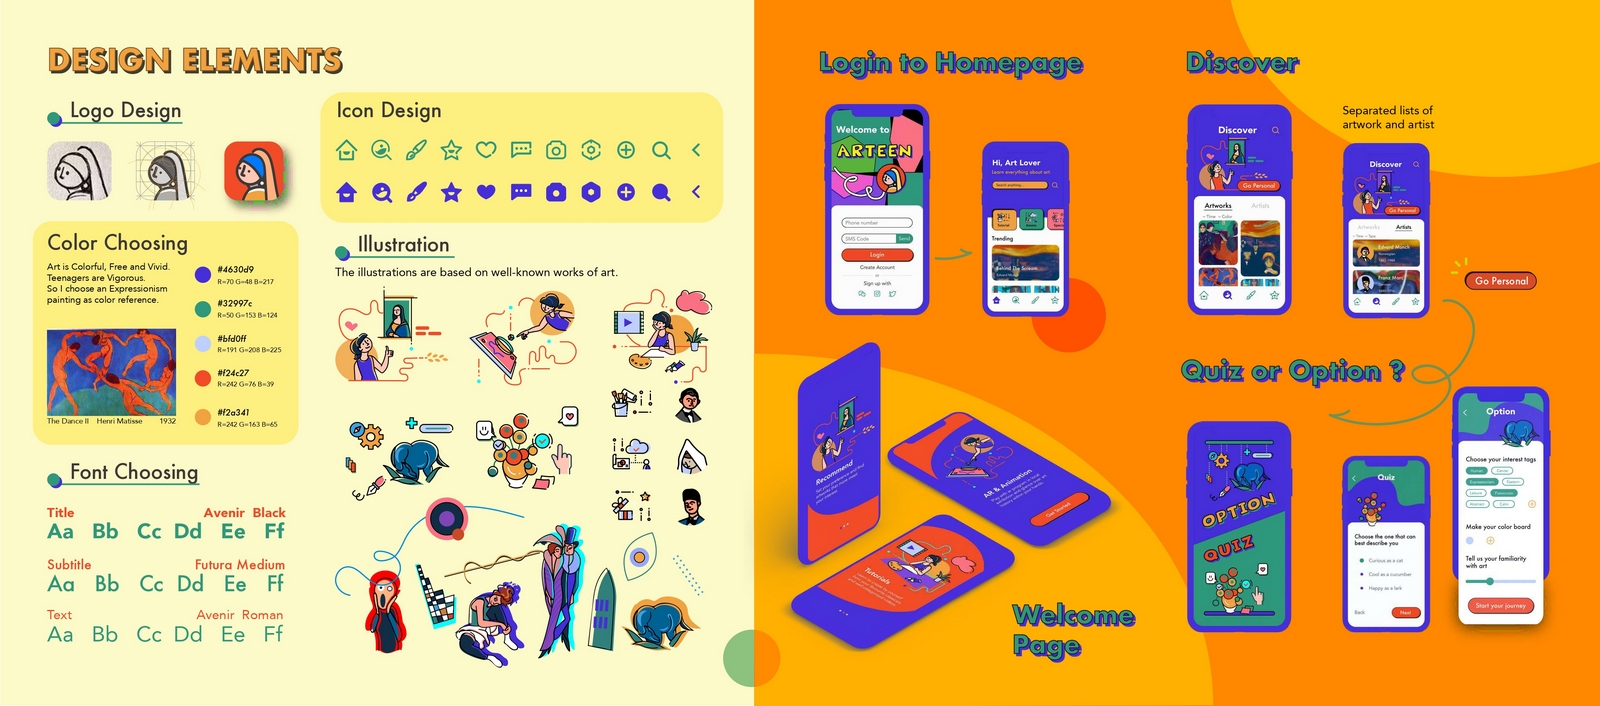 DESIGN ELEMENTS
Logo Design
Icon Design
Color Choosing
Art is Colorful, Free and Vivid.
Teenagers are Vigorous.
So I choose an Expressionism
painting as color reference.
#4630d9
R=70 G=48 B=217
#32997c
R=50 G=153 B=124
#bfd0ff
R=191 G=208 B=225
#f24c27
R=242 G=76 B=39
#f2a341
R=242 G=163 B=65
The Dance II Henri Matisse 1932
Illustration
The illustrations are based on well-known works of art.
Font Choosing
Title Avenir Black
Aa Bb Cc Dd Ee Ff
Subtitle Futura Medium
Aa Bb Cc Dd Ee Ff
Text Avenir Roman
Aa Bb Cc Dd Ee Ff
Login to Homepage
Welcome to
ARTEEN
Phone number
SMS Code Send
Login
Create Account
or
Sign up with
Hi, Art Lover
Learn everything about art
Search anything...
Tutorial
Trending
Behind The Scream
Discover
Separated lists of
artwork and artist
Discover
Go Personal
Artworks Artists
Discover
Go Personal
Artworks Artists
Edvard Munch
Norwegian
Franz Marc
Go Personal
Quiz or Option ?
OPTION
QUIZ
Quiz
Choose the one that can
best describe you
Curious as a cat
Cool as a cucumber
Happy as a lark
Back Next
Option
Choose your interest tags
Make your color board
Tell us your familiarity
with art
Start your journey
Recommend
AR & Animation
Get Started
Tutorials
Welcome
Page